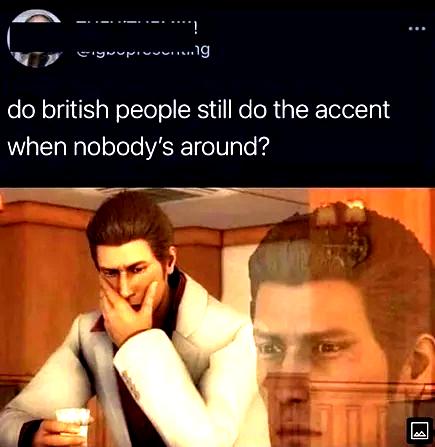 do british people still do the accent
when nobody's around?